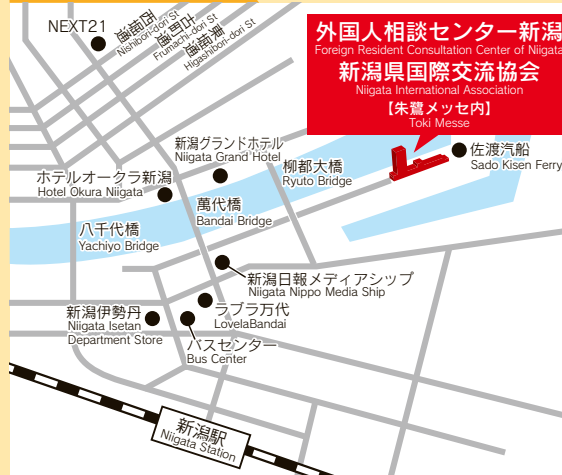 NEXT21
西堀通
Nishibori-dori St
古町通
Frumachi-dori St
東堀通
Higashibori-dori St
外国人相談センター新潟
Foreign Resident Consultation Center of Niigata
新潟県国際交流協会
Niigata International Association
【朱鷺メッセ内】
Toki Messe
佐渡汽船
Sado Kisen Ferry
新潟グランドホテル
Niigata Grand Hotel
柳都大橋
Ryuto Bridge
ホテルオークラ新潟
Hotel Okura Niigata
萬代橋
Bandai Bridge
八千代橋
Yachiyo Bridge
新潟日報メディアシップ
Niigata Nippo Media Ship
新潟伊勢丹
Niigata Isetan
Department Store
ラブラ万代
LovelaBandai
バスセンター
Bus Center
新潟駅
Niigata Station